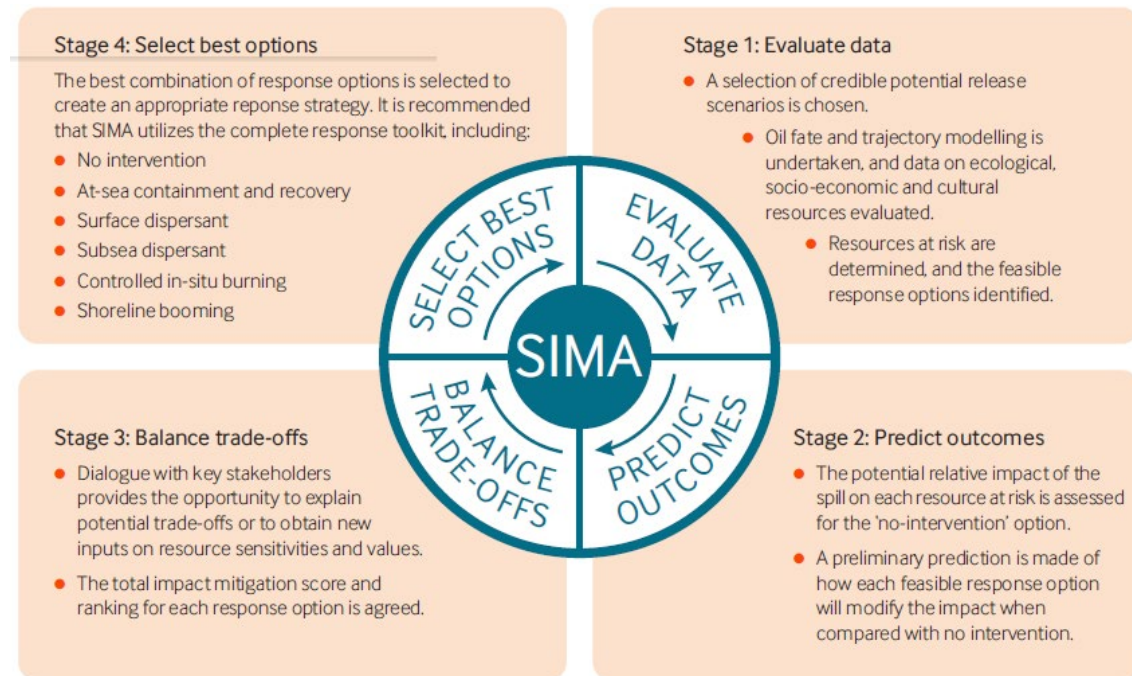 Stage 4: Select best options
The best combination of response options is selected to
create an appropriate reponse strategy. It is recommended
that SIMA utilizes the complete response toolkit, including:
• No intervention
• At-sea containment and recovery
• Surface dispersant
• Subsea dispersant
• Controlled in-situ burning
• Shoreline booming
Stage 1: Evaluate data
• A selection of credible potential release
scenarios is chosen.
• Oil fate and trajectory modelling is
undertaken, and data on ecological,
socio-economic and cultural
resources evaluated.
• Resources at risk are
determined, and the feasible
response options identified.
SELECT BEST
OPTIONS
EVALUATE
DATA
SIMA
BALANCE
TRADE-OFFS
PREDICT
OUTCOMES
Stage 3: Balance trade-offs
• Dialogue with key stakeholders
provides the opportunity to explain
potential trade-offs or to obtain new
inputs on resource sensitivities and values.
• The total impact mitigation score and
ranking for each response option is agreed.
Stage 2: Predict outcomes
• The potential relative impact of the
spill on each resource at risk is assessed
for the 'no-intervention' option.
• A preliminary prediction is made of
how each feasible response option
will modify the impact when
compared with no intervention.